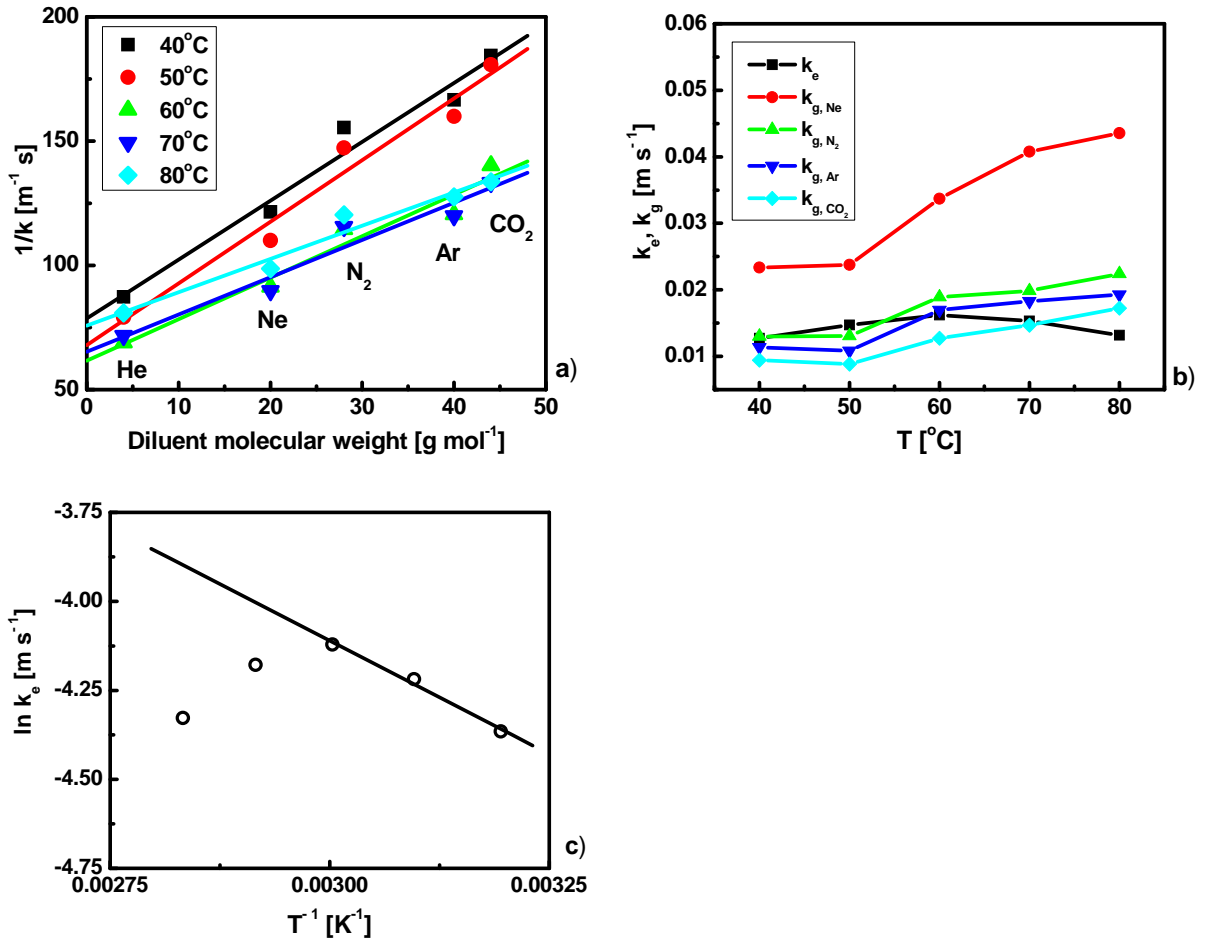 200
150
100
50
1/k [m⁻¹ s]
40°C
50°C
60°C
70°C
80°C
He
Ne
N₂
Ar
CO₂
a)
0 10 20 30 40 50
Diluent molecular weight [g mol⁻¹]
0.06
0.05
0.04
0.03
0.02
0.01
kₑ, k_g [m s⁻¹]
kₑ
k_g, Ne
k_g, N₂
k_g, Ar
k_g, CO₂
b)
40 50 60 70 80
T [°C]
-3.75
-4.00
-4.25
-4.50
-4.75
ln kₑ [m s⁻¹]
c)
0.00275 0.00300 0.00325
T⁻¹ [K⁻¹]